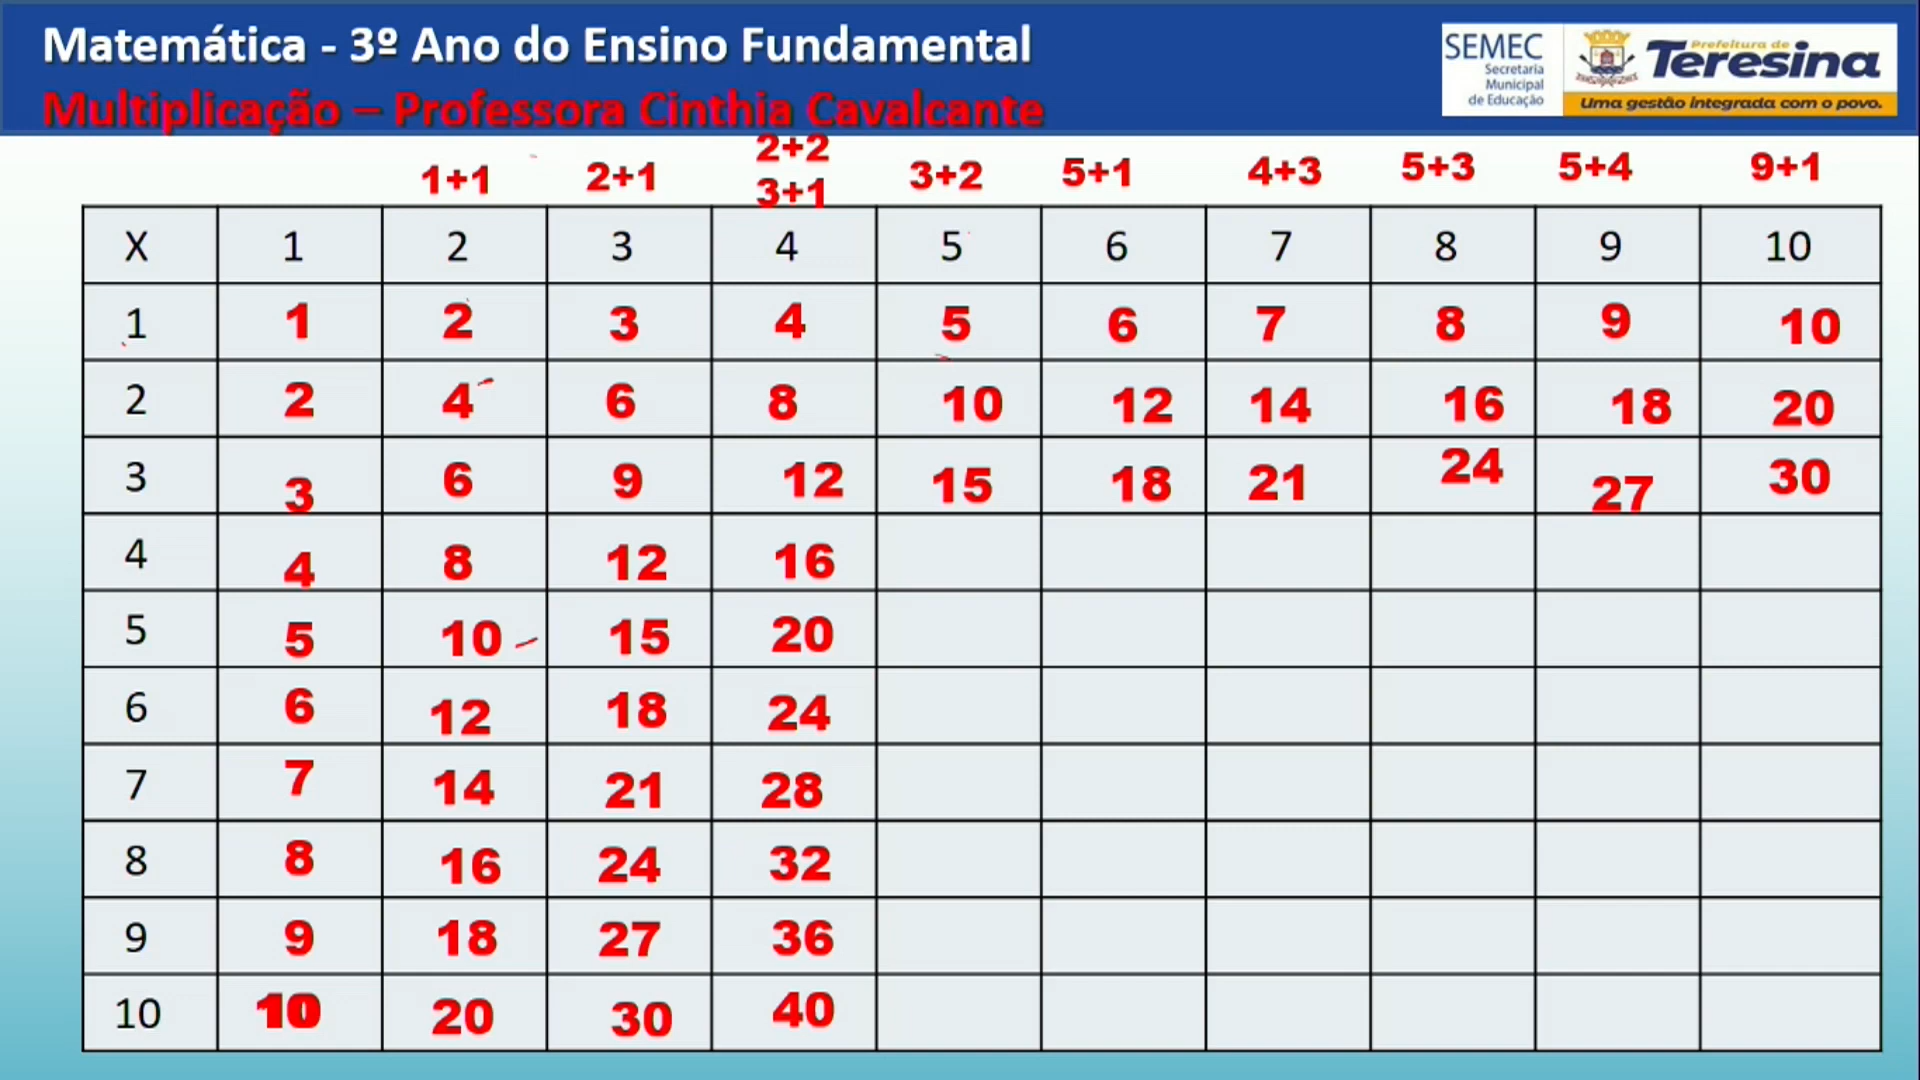 Matemática - 3º Ano do Ensino Fundamental
Multiplicação – Professora Cinthia Cavalcante
SEMEC
Secretaria
Municipal
de Educação
Prefeitura de
Teresina
Uma gestão integrada com o povo.
2+2
1+1 2+1 3+1 3+2 5+1 4+3 5+3 5+4 9+1
X 1 2 3 4 5 6 7 8 9 10
1 1 2 3 4 5 6 7 8 9 10
2 2 4 6 8 10 12 14 16 18 20
3 3 6 9 12 15 18 21 24 27 30
4 4 8 12 16
5 5 10 15 20
6 6 12 18 24
7 7 14 21 28
8 8 16 24 32
9 9 18 27 36
10 10 20 30 40